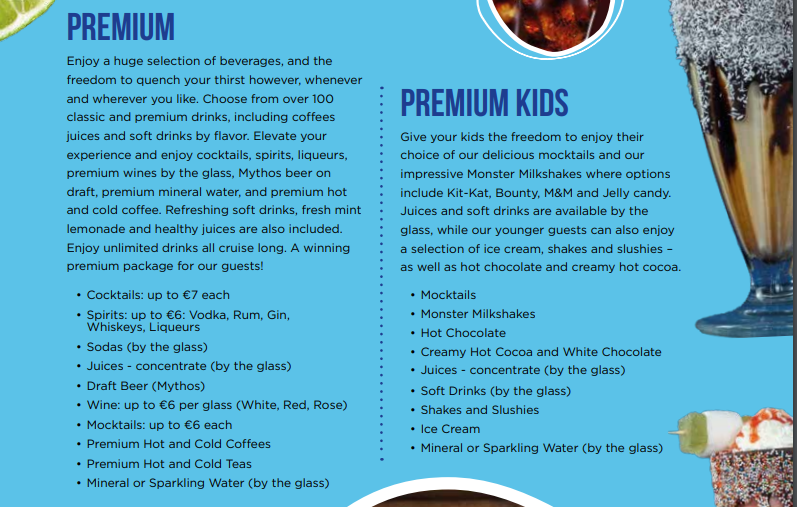 PREMIUM
Enjoy a huge selection of beverages, and the
freedom to quench your thirst however, whenever
and wherever you like. Choose from over 100
classic and premium drinks, including coffees
juices and soft drinks by flavor. Elevate your
experience and enjoy cocktails, spirits, liqueurs,
premium wines by the glass, Mythos beer on
draft, premium mineral water, and premium hot
and cold coffee. Refreshing soft drinks, fresh mint
lemonade and healthy juices are also included.
Enjoy unlimited drinks all cruise long. A winning
premium package for our guests!
• Cocktails: up to €7 each
• Spirits: up to €6: Vodka, Rum, Gin,
Whiskeys, Liqueurs
• Sodas (by the glass)
• Juices - concentrate (by the glass)
• Draft Beer (Mythos)
• Wine: up to €6 per glass (White, Red, Rose)
• Mocktails: up to €6 each
• Premium Hot and Cold Coffees
• Premium Hot and Cold Teas
• Mineral or Sparkling Water (by the glass)
PREMIUM KIDS
Give your kids the freedom to enjoy their
choice of our delicious mocktails and our
impressive Monster Milkshakes where options
include Kit-Kat, Bounty, M&M and Jelly candy.
Juices and soft drinks are available by the
glass, while our younger guests can also enjoy
a selection of ice cream, shakes and slushies –
as well as hot chocolate and creamy hot cocoa.
• Mocktails
• Monster Milkshakes
• Hot Chocolate
• Creamy Hot Cocoa and White Chocolate
• Juices - concentrate (by the glass)
• Soft Drinks (by the glass)
• Shakes and Slushies
• Ice Cream
• Mineral or Sparkling Water (by the glass)